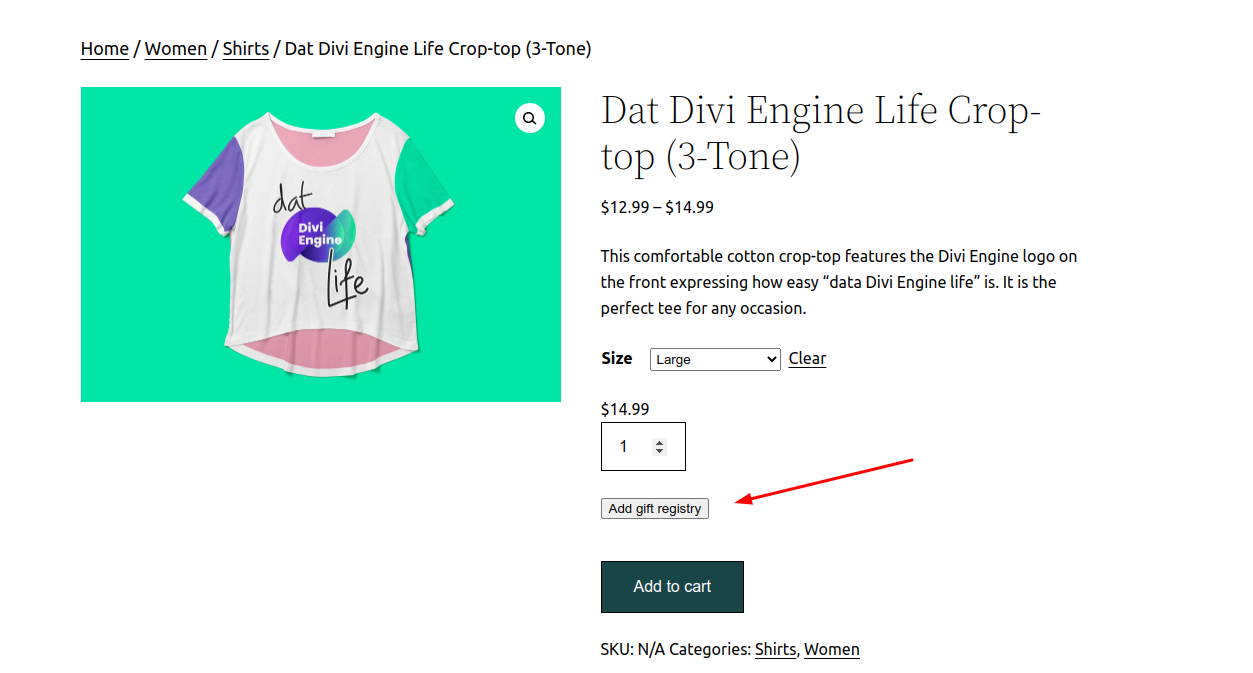 Home / Women / Shirts / Dat Divi Engine Life Crop-top (3-Tone)
dat
Divi
Engine
Life
Dat Divi Engine Life Crop-
top (3-Tone)
$12.99 – $14.99
This comfortable cotton crop-top features the Divi Engine logo on
the front expressing how easy “data Divi Engine life” is. It is the
perfect tee for any occasion.
Size Large Clear
$14.99
1
Add gift registry
Add to cart
SKU: N/A Categories: Shirts, Women